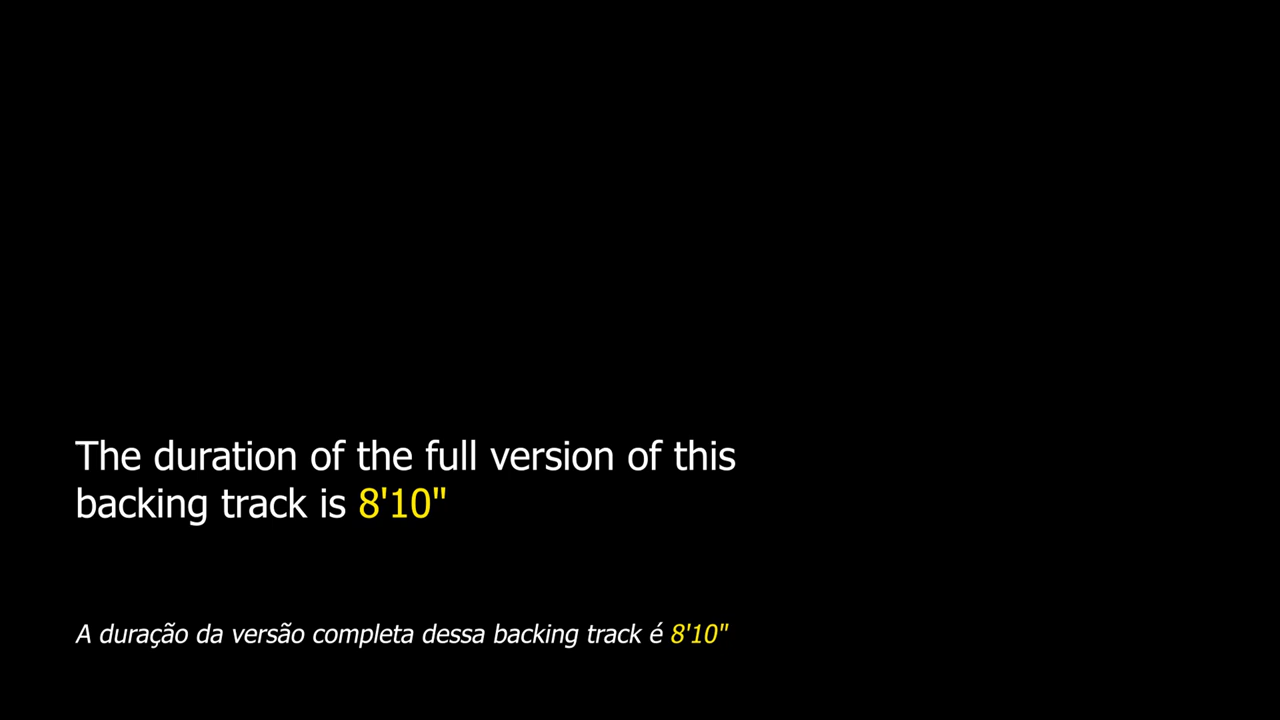 The duration of the full version of this
backing track is 8'10"
A duração da versão completa dessa backing track é 8'10"